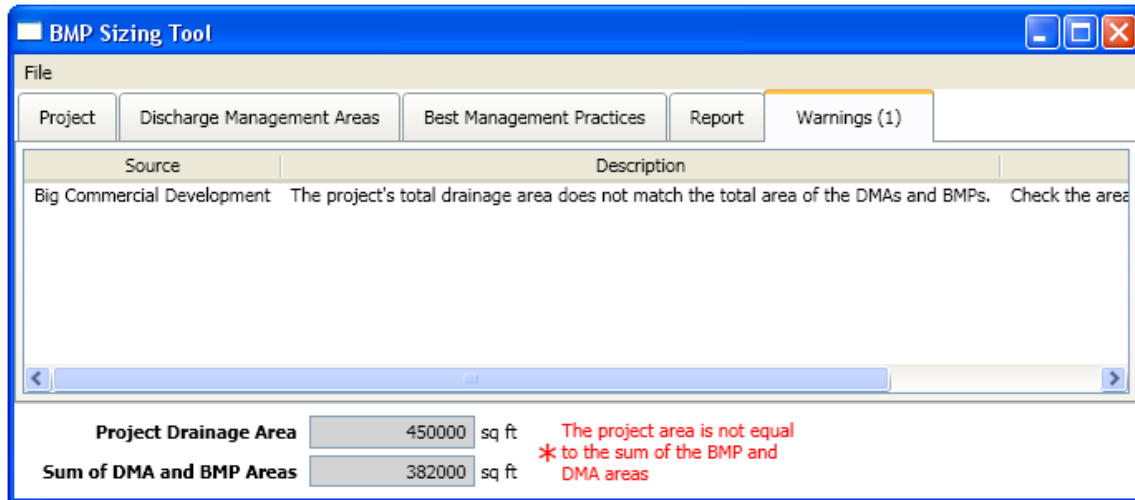 BMP Sizing Tool
File
Project Discharge Management Areas Best Management Practices Report Warnings (1)
Source Description
Big Commercial Development The project's total drainage area does not match the total area of the DMAs and BMPs. Check the area
Project Drainage Area 450000 sq ft
Sum of DMA and BMP Areas 382000 sq ft
* The project area is not equal
to the sum of the BMP and
DMA areas